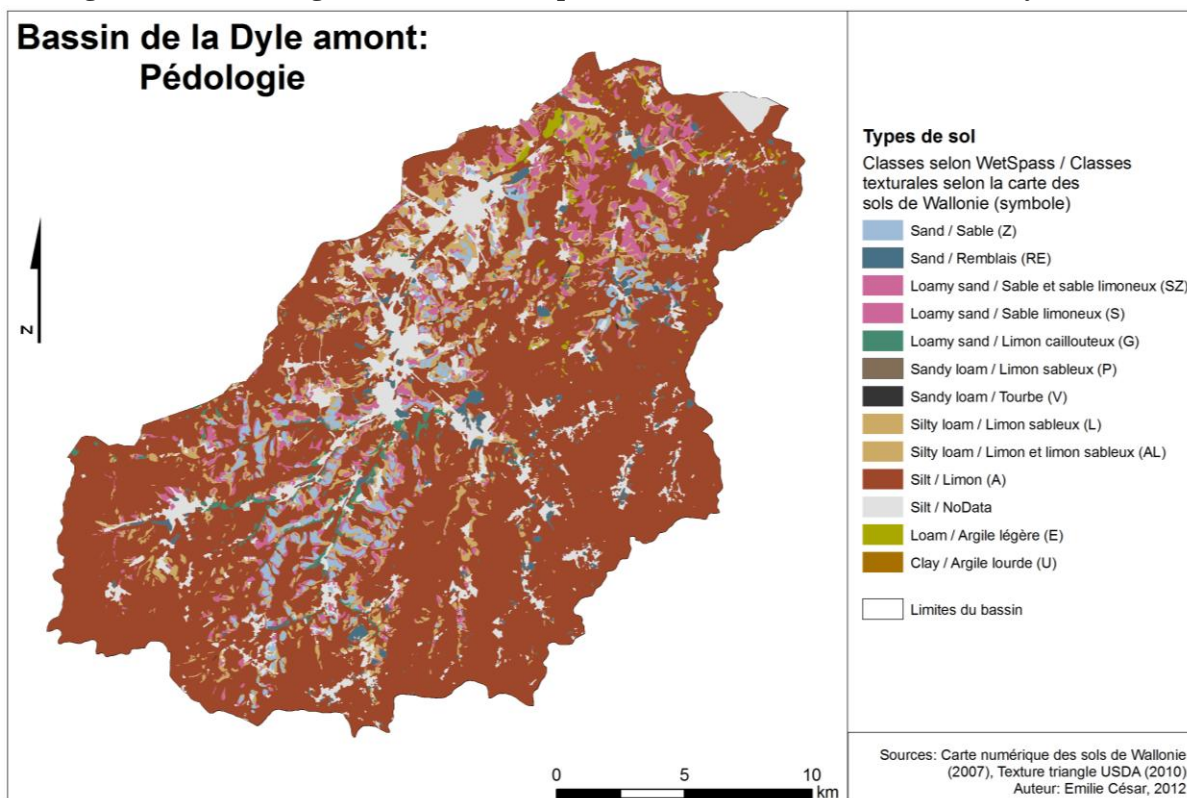 Bassin de la Dyle amont:
Pédologie
N
Types de sol
Classes selon WetSpass / Classes
texturales selon la carte des
sols de Wallonie (symbole)
Sand / Sable (Z)
Sand / Remblais (RE)
Loamy sand / Sable et sable limoneux (SZ)
Loamy sand / Sable limoneux (S)
Loamy sand / Limon caillouteux (G)
Sandy loam / Limon sableux (P)
Sandy loam / Tourbe (V)
Silty loam / Limon sableux (L)
Silty loam / Limon et limon sableux (AL)
Silt / Limon (A)
Silt / NoData
Loam / Argile légère (E)
Clay / Argile lourde (U)
Limites du bassin
0 5 10
km
Sources: Carte numérique des sols de Wallonie
(2007), Texture triangle USDA (2010)
Auteur: Emilie César, 2012